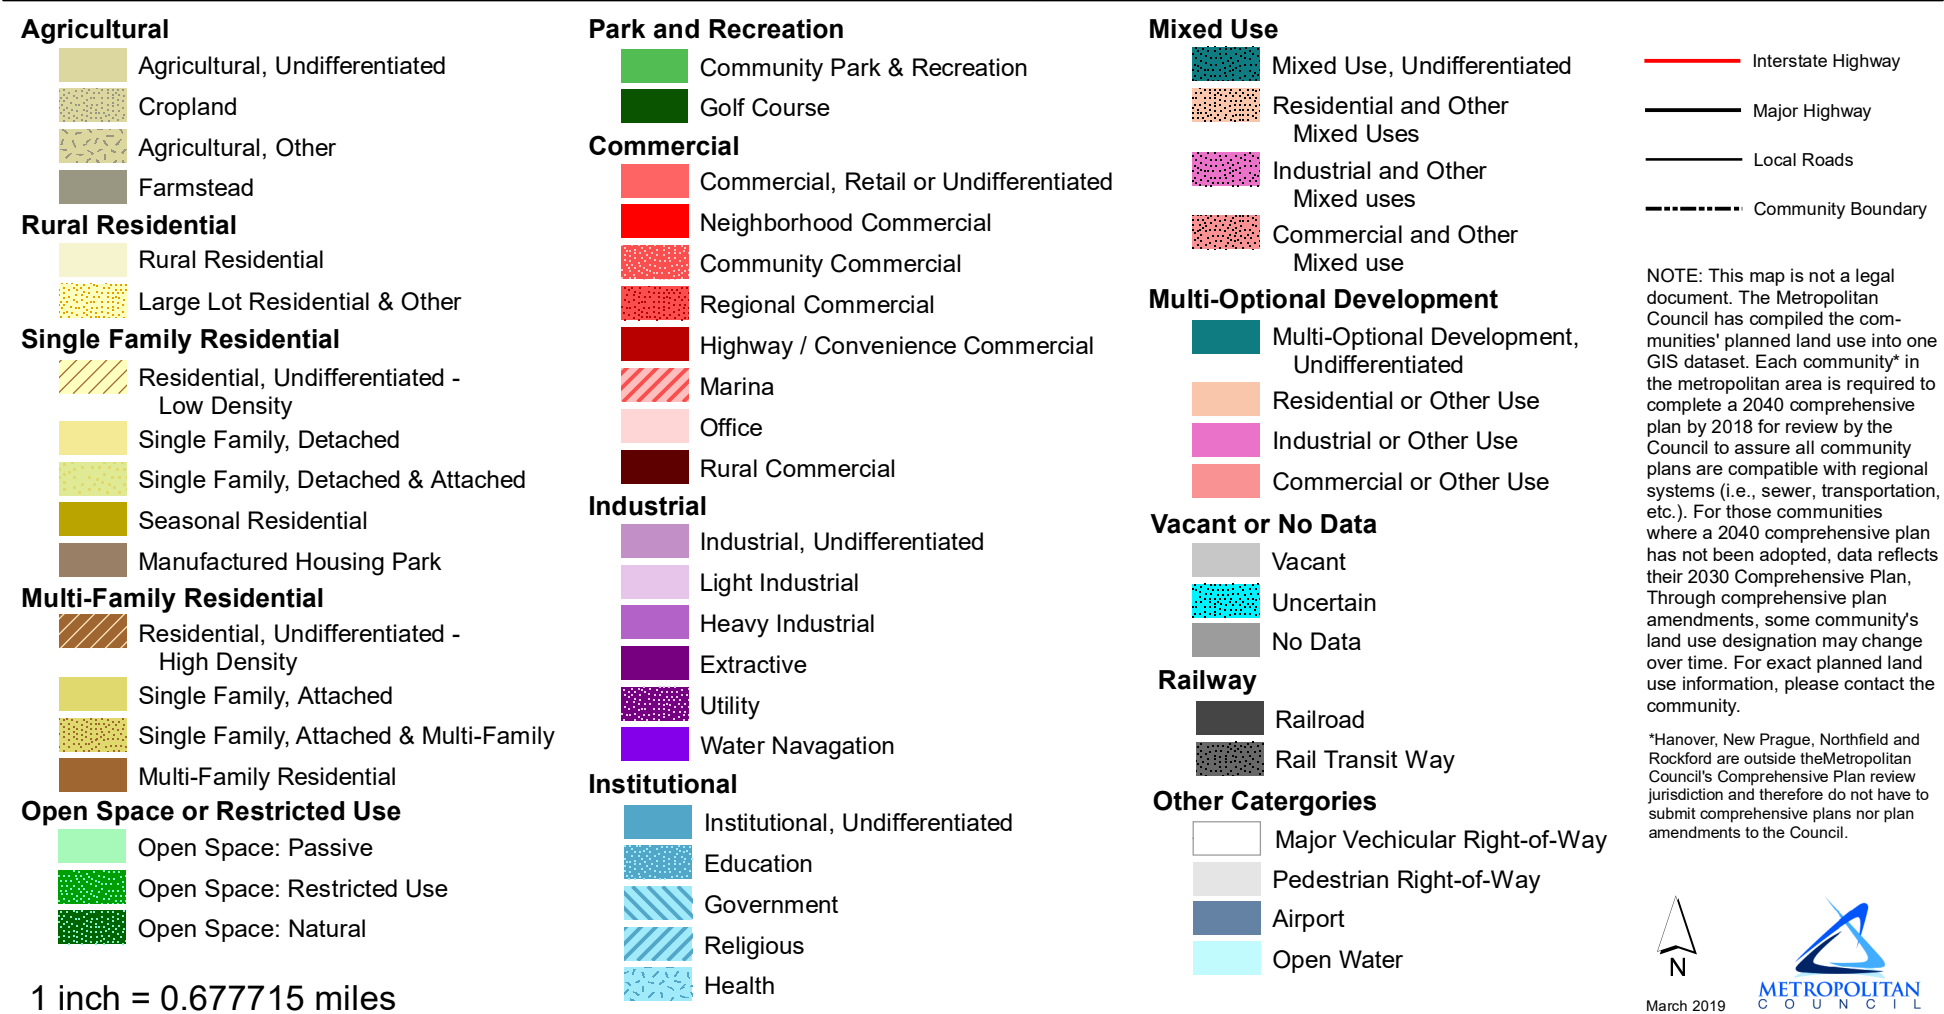 Agricultural
Agricultural, Undifferentiated
Cropland
Agricultural, Other
Farmstead
Rural Residential
Rural Residential
Large Lot Residential & Other
Single Family Residential
Residential, Undifferentiated -
Low Density
Single Family, Detached
Single Family, Detached & Attached
Seasonal Residential
Manufactured Housing Park
Multi-Family Residential
Residential, Undifferentiated -
High Density
Single Family, Attached
Single Family, Attached & Multi-Family
Multi-Family Residential
Open Space or Restricted Use
Open Space: Passive
Open Space: Restricted Use
Open Space: Natural
1 inch = 0.677715 miles
Park and Recreation
Community Park & Recreation
Golf Course
Commercial
Commercial, Retail or Undifferentiated
Neighborhood Commercial
Community Commercial
Regional Commercial
Highway / Convenience Commercial
Marina
Office
Rural Commercial
Industrial
Industrial, Undifferentiated
Light Industrial
Heavy Industrial
Extractive
Utility
Water Navagation
Institutional
Institutional, Undifferentiated
Education
Government
Religious
Health
Mixed Use
Mixed Use, Undifferentiated
Residential and Other
Mixed Uses
Industrial and Other
Mixed uses
Commercial and Other
Mixed use
Multi-Optional Development
Multi-Optional Development,
Undifferentiated
Residential or Other Use
Industrial or Other Use
Commercial or Other Use
Vacant or No Data
Vacant
Uncertain
No Data
Railway
Railroad
Rail Transit Way
Other Catergories
Major Vechicular Right-of-Way
Pedestrian Right-of-Way
Airport
Open Water
Interstate Highway
Major Highway
Local Roads
Community Boundary
NOTE: This map is not a legal
document. The Metropolitan
Council has compiled the com-
munities' planned land use into one
GIS dataset. Each community* in
the metropolitan area is required to
complete a 2040 comprehensive
plan by 2018 for review by the
Council to assure all community
plans are compatible with regional
systems (i.e., sewer, transportation,
etc.). For those communities
where a 2040 comprehensive plan
has not been adopted, data reflects
their 2030 Comprehensive Plan,
Through comprehensive plan
amendments, some community's
land use designation may change
over time. For exact planned land
use information, please contact the
community.
*Hanover, New Prague, Northfield and
Rockford are outside theMetropolitan
Council's Comprehensive Plan review
jurisdiction and therefore do not have to
submit comprehensive plans nor plan
amendments to the Council.
N
March 2019
METROPOLITAN
COUNCIL